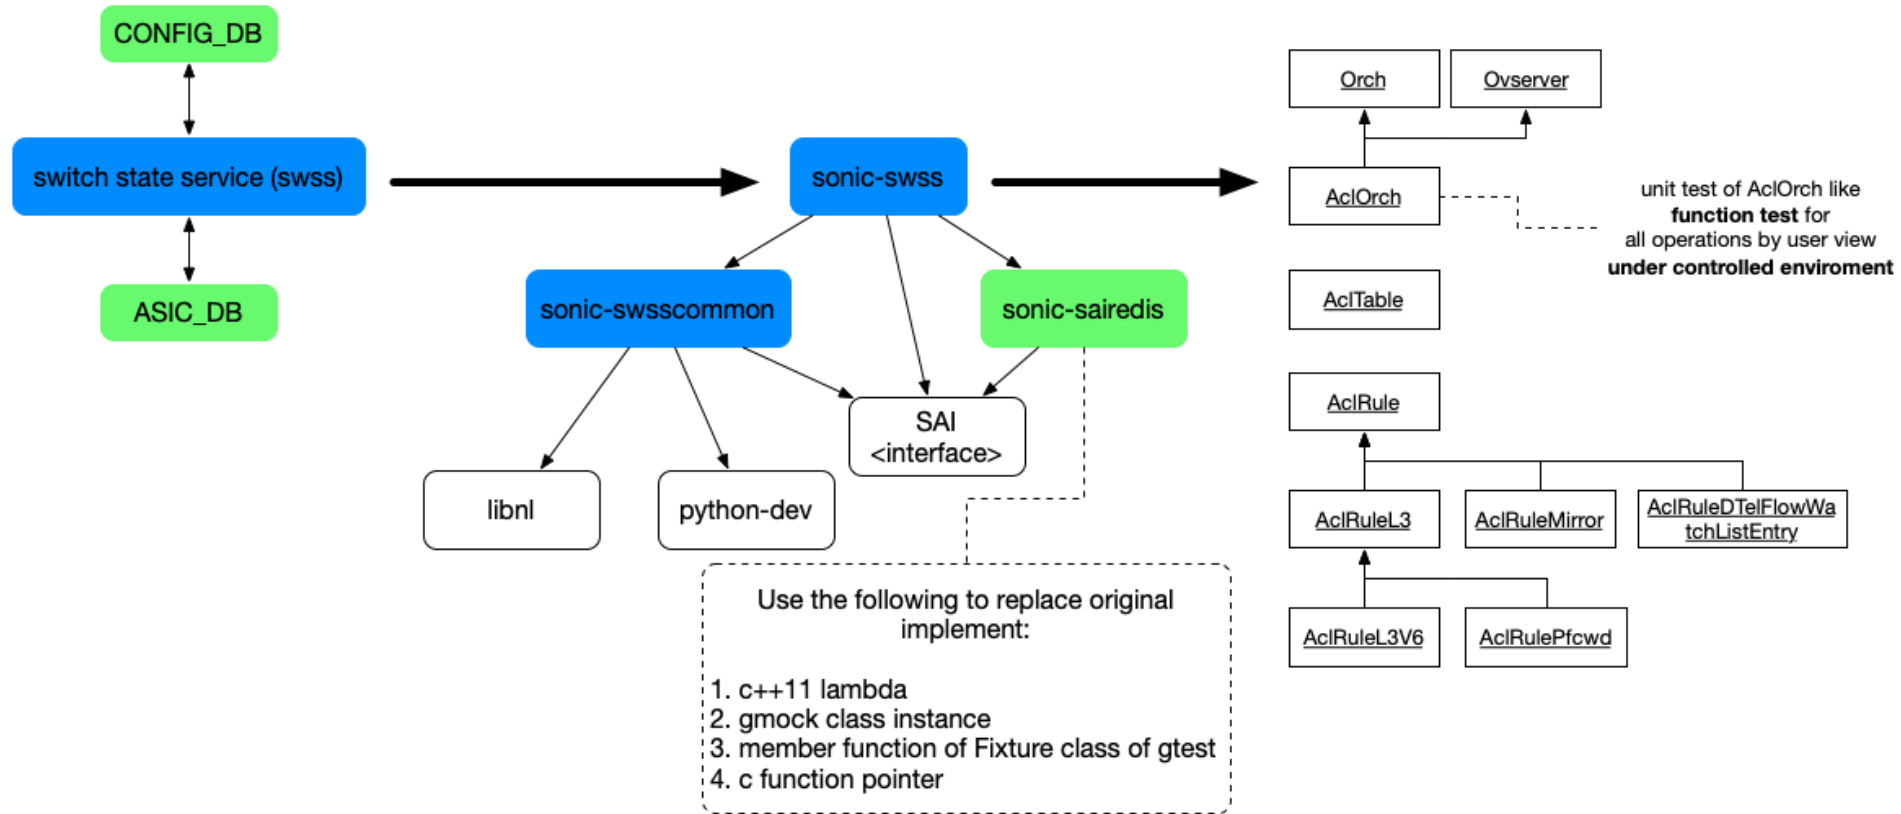 CONFIG_DB
switch state service (swss)
ASIC_DB
sonic-swss
sonic-swsscommon
sonic-sairedis
SAI
<interface>
libnl
python-dev
Use the following to replace original
implement:
1. c++11 lambda
2. gmock class instance
3. member function of Fixture class of gtest
4. c function pointer
Orch
Ovserver
AclOrch
unit test of AclOrch like
function test for
all operations by user view
under controlled enviroment
AclTable
AclRule
AclRuleL3
AclRuleMirror
AclRuleDTelFlowWa
tchListEntry
AclRuleL3V6
AclRulePfcwd